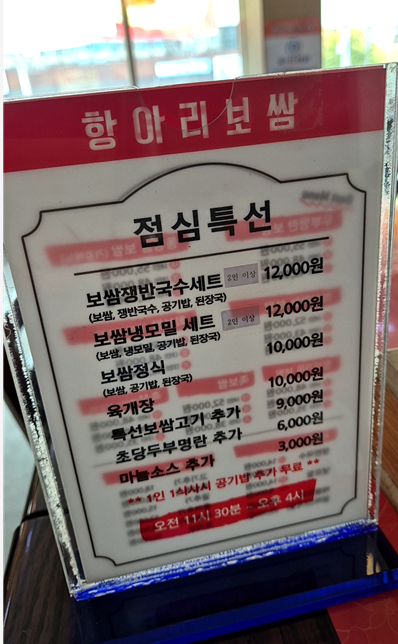 항아리보쌈
점심특선
보쌈쟁반국수세트 2인 이상 12,000원
(보쌈, 쟁반국수, 공기밥, 된장국)
보쌈냉모밀 세트 2인 이상 12,000원
(보쌈, 냉모밀, 공기밥, 된장국)
보쌈정식 10,000원
(보쌈, 공기밥, 된장국)
육개장 10,000원
특선보쌈고기 추가 9,000원
초당두부명란 추가 6,000원
마늘소스 추가 3,000원
** 1인 1식사시 공기밥 추가 무료 **
오전 11시 30분 ~ 오후 4시